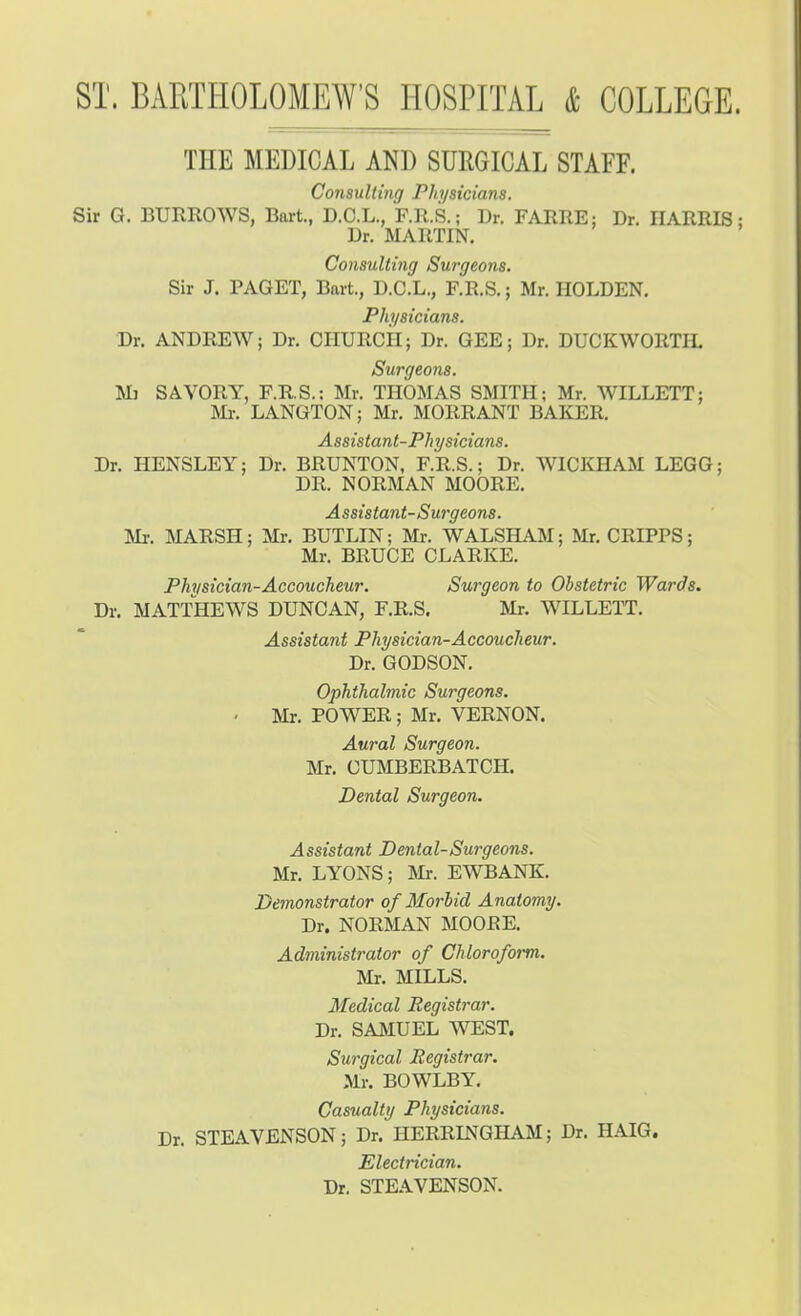 ST. BARTHOLOMEW'S HOSPITAL & COLLEGE.
THE MEDICAL AND SURGICAL STAFF.
Consulting Physicians.
Sir G. BURROWS, Bart., D.C.L., F.R.S.; Dr. FARRE; Dr. HARRIS;
Dr. MARTIN.
Consulting Surgeons.
Sir J. PAGET, Bart., D.C.L., F.R.S.; Mr. HOLDEN.
Physicians.
Dr. ANDREW; Dr. CHURCH; Dr. GEE; Dr. DUCKWORTH.
Surgeons.
Mr SAVORY, F.R.S.; Mr. THOMAS SMITH; Mr. WILLETT;
Mr. LANGTON; Mr. MORRANT BAKER.
Assistant-Physicians.
Dr. HENSLEY; Dr. BRUNTON, F.R.S.; Dr. WICKHAM LEGG;
DR. NORMAN MOORE.
Assistant-Surgeons.
Mr. MARSH; Mr. BUTLIN; Mr. WALSHAM; Mr. CRIPPS;
Mr. BRUCE CLARKE.
Physician-Accoucheur. Surgeon to Obstetric Wards.
Dr. MATTHEWS DUNCAN, F.R.S. Mr. WILLETT.
Assistant Physician-Accoucheur.
Dr. GODSON.
Ophthalmic Surgeons.
Mr. POWER; Mr. VERNON.
Aural Surgeon.
Mr. CUMBERBATCH.
Dental Surgeon.
Assistant Dental-Surgeons.
Mr. LYONS; Mr. EWBANK.
Demonstrator of Morbid Anatomy.
Dr. NORMAN MOORE.
Administrator of Chloroform.
Mr. MILLS.
Medical Registrar.
Dr. SAMUEL WEST.
Surgical Registrar.
Mr. BOWLBY.
Casualty Physicians.
Dr. STEAVENSON; Dr. HERRINGHAM; Dr. HAIG.
Electrician.
Dr. STEAVENSON.